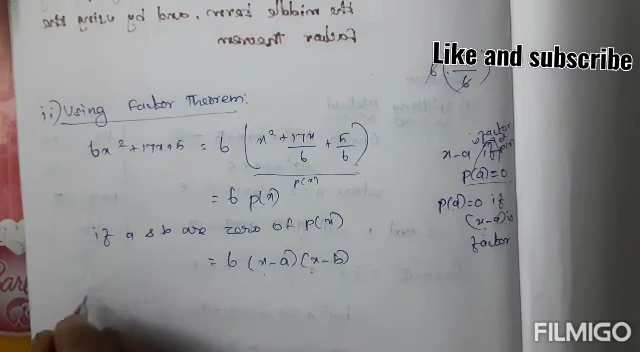 Like and subscribe
ii) Using Factor Theorem:
6x² + 17x + 5 = 6 (x² + 17x/6 + 5/6)
p(x)
= 6 p(x)
if a & b are zero of p(x)
= 6 (x-a) (x-b)
x-a if
p(a)=0
p(a)=0 if
(x-a) is
factor
FILMIGO